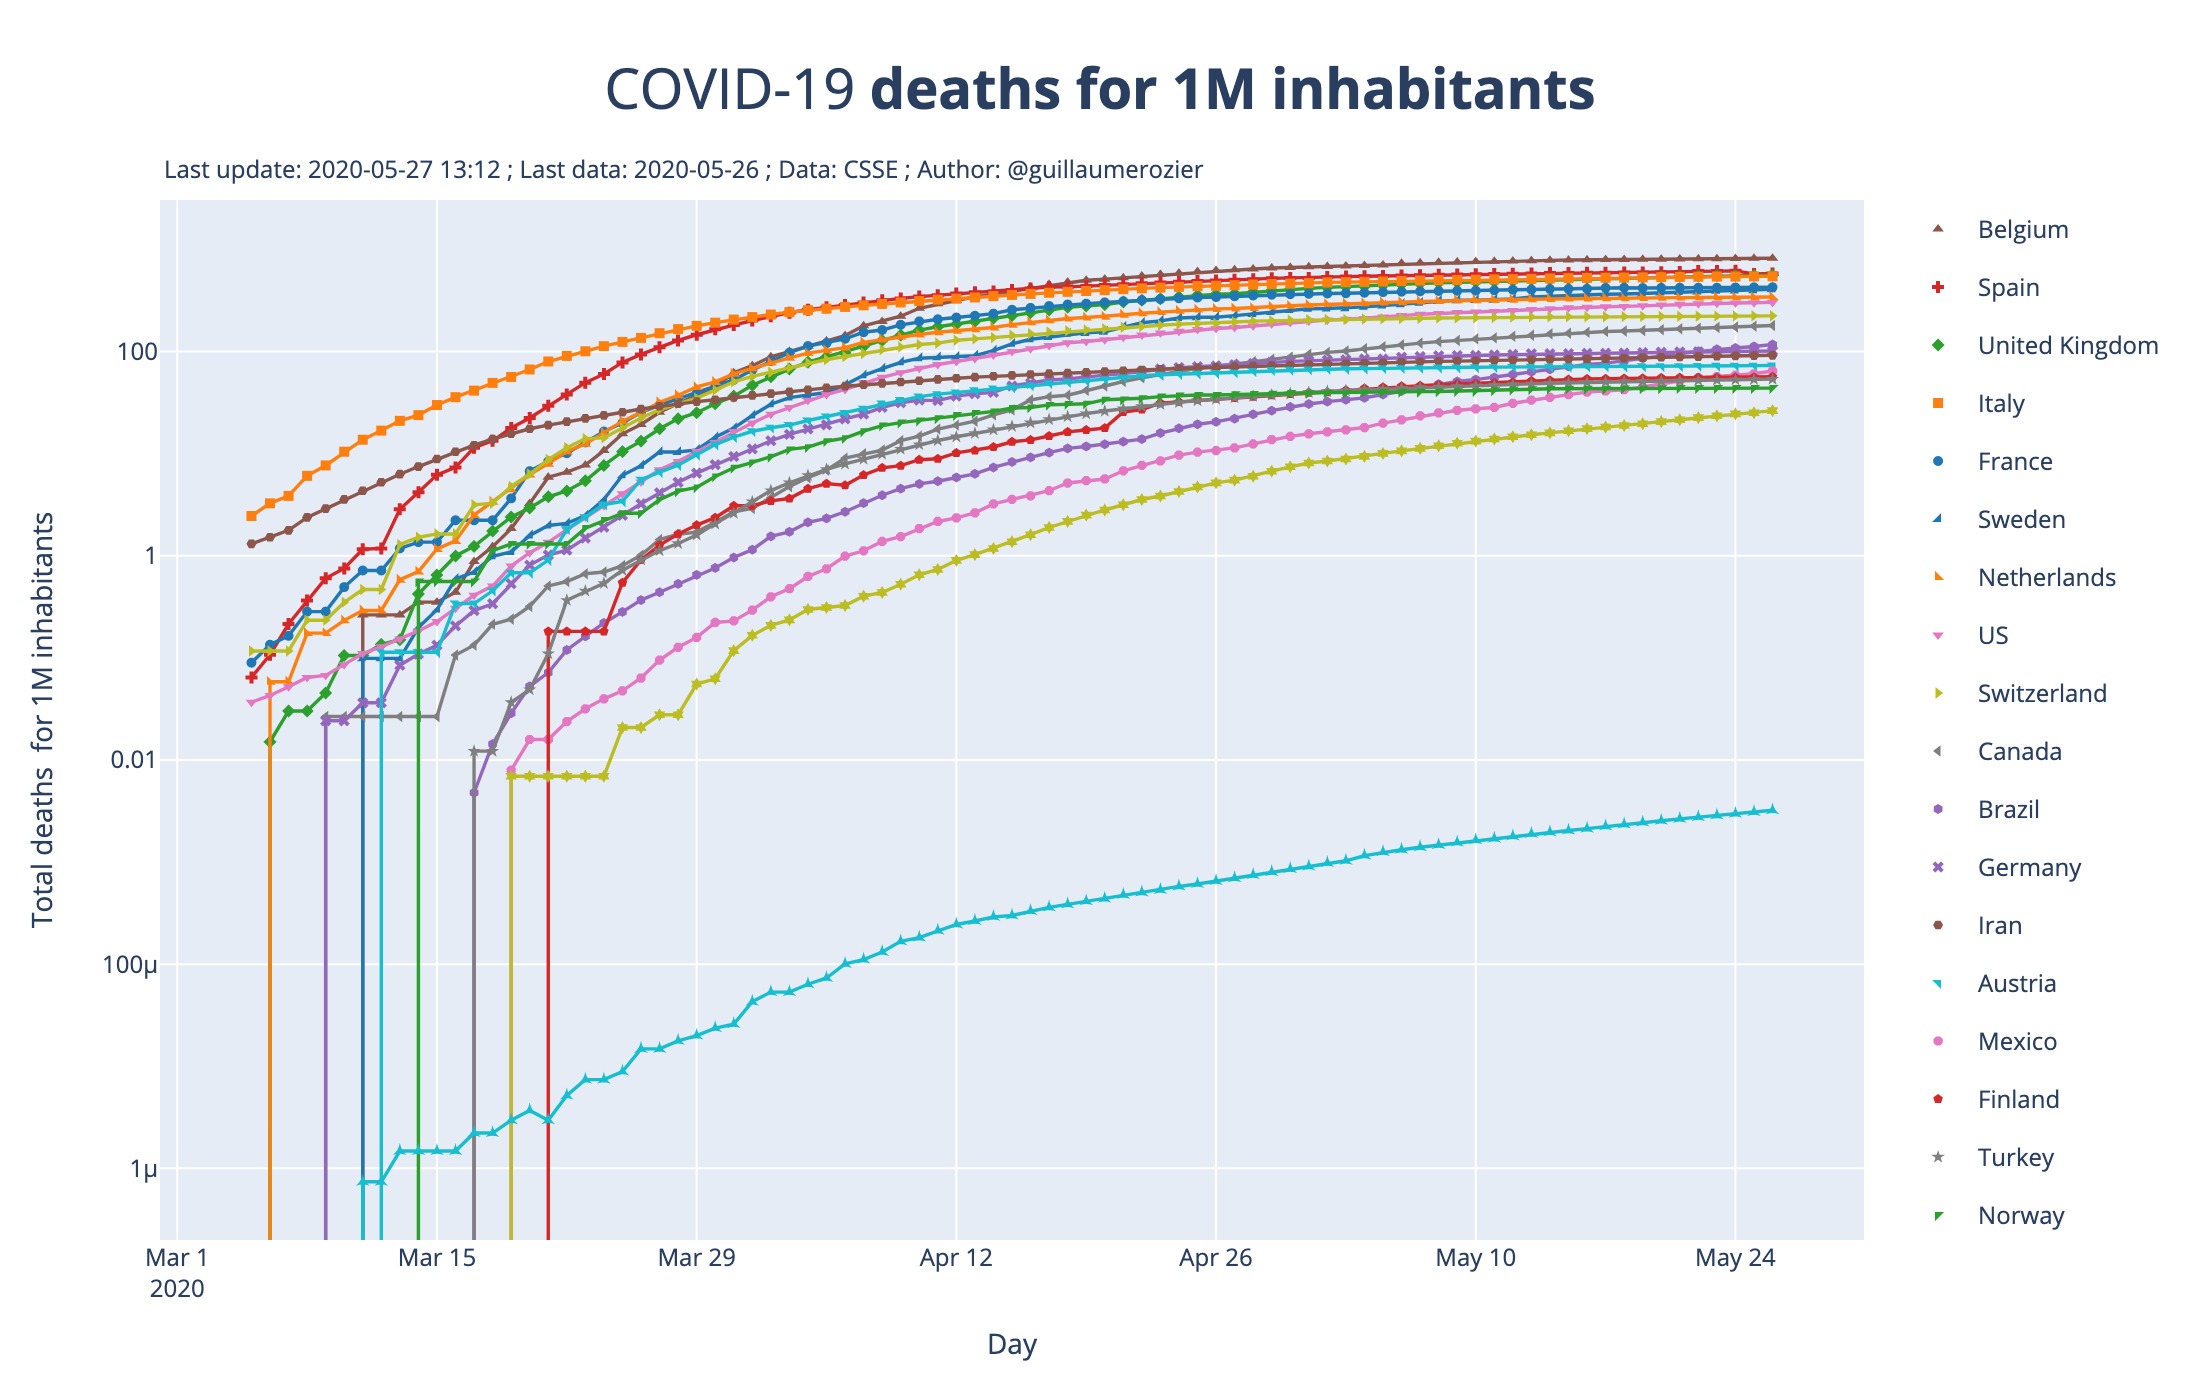 COVID-19 deaths for 1M inhabitants
Last update: 2020-05-27 13:12 ; Last data: 2020-05-26 ; Data: CSSE ; Author: @guillaumerozier
Total deaths for 1M inhabitants
100
1
0.01
100μ
1μ
Mar 1
2020
Mar 15
Mar 29
Apr 12
Apr 26
May 10
May 24
Day
Belgium
Spain
United Kingdom
Italy
France
Sweden
Netherlands
US
Switzerland
Canada
Brazil
Germany
Iran
Austria
Mexico
Finland
Turkey
Norway